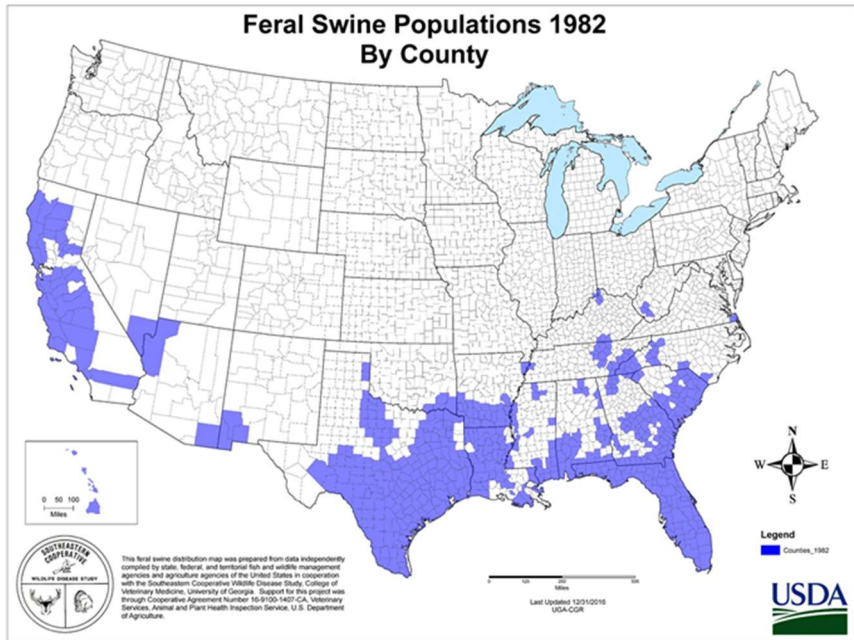 Feral Swine Populations 1982
By County
N
W
E
S
0 50 100
Miles
SOUTHEASTERN
COOPERATIVE
WILDLIFE DISEASE STUDY
This feral swine distribution map was prepared from data independently
compiled by state, federal, and territorial fish and wildlife management
agencies and agriculture agencies of the United States in cooperation
with the Southeastern Cooperative Wildlife Disease Study, College of
Veterinary Medicine, University of Georgia. Support for this project was
through Cooperative Agreement Number 16-9100-1407-CA, Veterinary
Services, Animal and Plant Health Inspection Service, U.S. Department
of Agriculture.
0 125 250 500
Miles
Last Updated 12/31/2016
UGA-CGR
Legend
Counties_1982
USDA